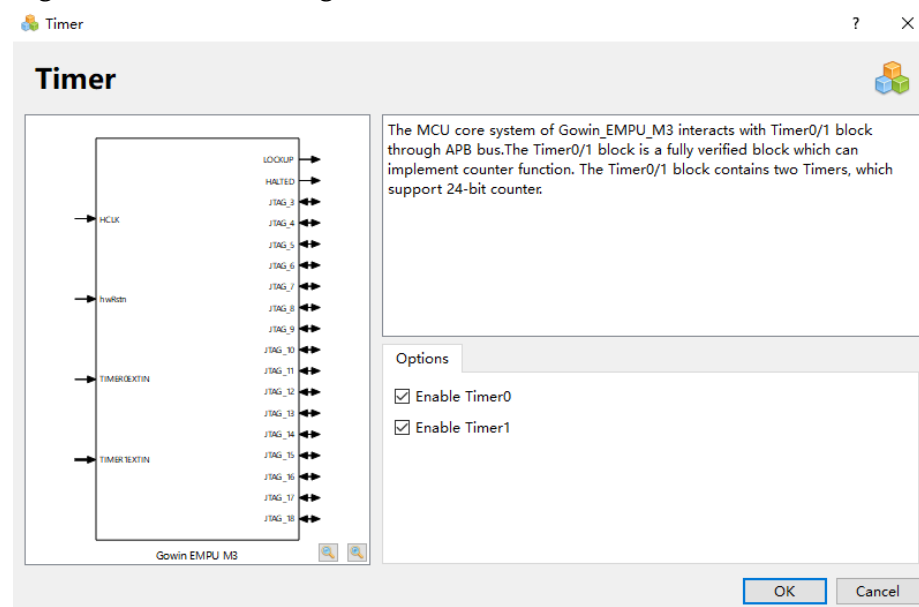 Timer
?
Timer
The MCU core system of Gowin_EMPU_M3 interacts with Timer0/1 block
through APB bus.The Timer0/1 block is a fully verified block which can
implement counter function. The Timer0/1 block contains two Timers, which
support 24-bit counter.
LOCKUP
HALTED
JTAG_3
HCLK
JTAG_4
JTAG_5
JTAG_6
JTAG_7
hwRstn
JTAG_8
JTAG_9
JTAG_10
JTAG_11
TIMER0EXTIN
JTAG_12
JTAG_13
JTAG_14
JTAG_15
TIMER1EXTIN
JTAG_16
JTAG_17
JTAG_18
Gowin EMPU M3
Options
Enable Timer0
Enable Timer1
OK
Cancel